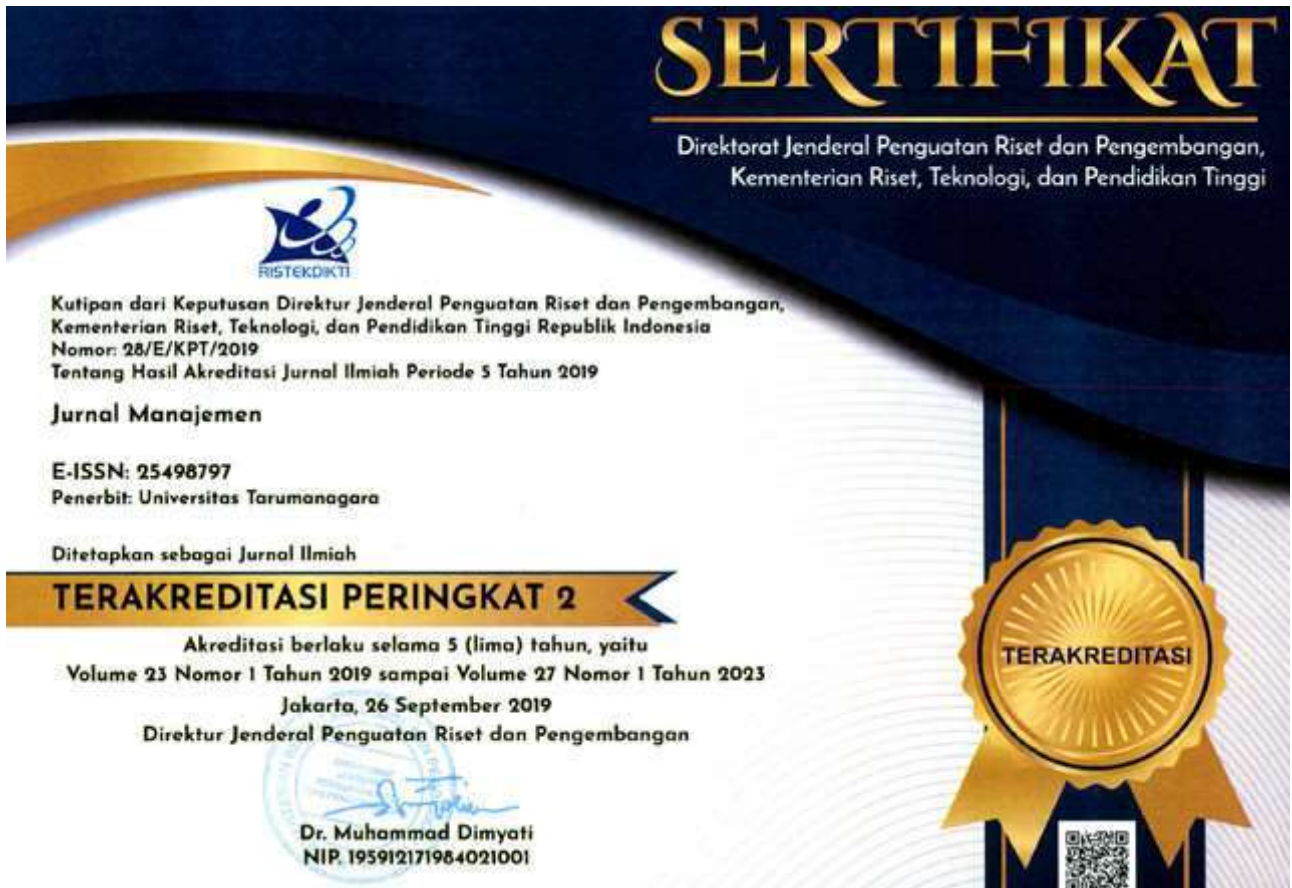 SERTIFIKAT
Direktorat Jenderal Penguatan Riset dan Pengembangan,
Kementerian Riset, Teknologi, dan Pendidikan Tinggi
RISTEKDIKTI
Kutipan dari Keputusan Direktur Jenderal Penguatan Riset dan Pengembangan,
Kementerian Riset, Teknologi, dan Pendidikan Tinggi Republik Indonesia
Nomor: 28/E/KPT/2019
Tentang Hasil Akreditasi Jurnal Ilmiah Periode 5 Tahun 2019
Jurnal Manajemen
E-ISSN: 25498797
Penerbit: Universitas Tarumanagara
Ditetapkan sebagai Jurnal Ilmiah
TERAKREDITASI PERINGKAT 2
Akreditasi berlaku selama 5 (lima) tahun, yaitu
Volume 23 Nomor 1 Tahun 2019 sampai Volume 27 Nomor 1 Tahun 2023
Jakarta, 26 September 2019
Direktur Jenderal Penguatan Riset dan Pengembangan
Dr. Muhammad Dimyati
NIP. 195912171984021001
TERAKREDITASI